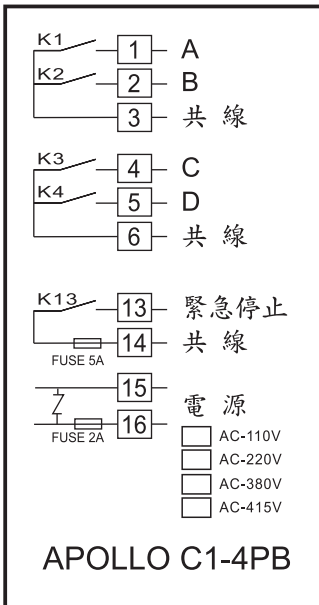 K1 1 A
K2 2 B
3 共線
K3 4 C
K4 5 D
6 共線
K13 13 緊急停止
14 共線
FUSE 5A
15
電源
16
FUSE 2A
AC-110V
AC-220V
AC-380V
AC-415V
APOLLO C1-4PB